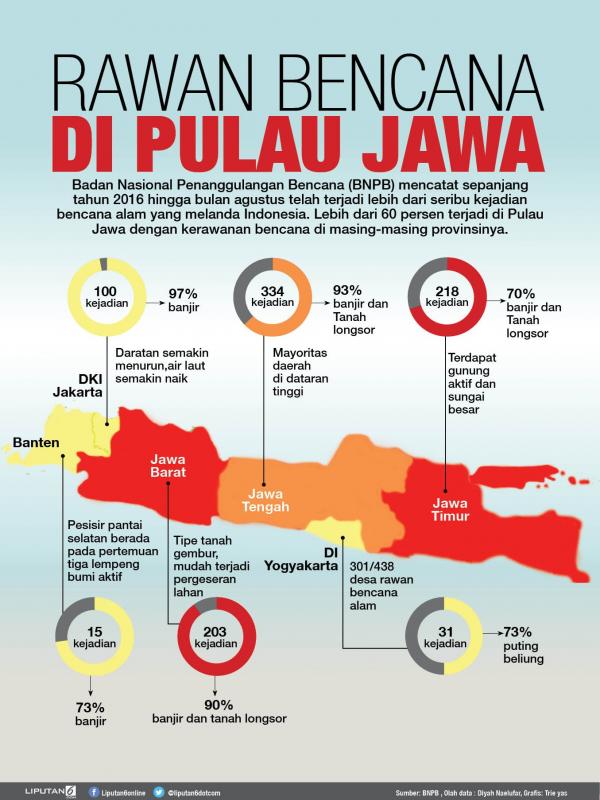 RAWAN BENCANA
DI PULAU JAWA
Badan Nasional Penanggulangan Bencana (BNPB) mencatat sepanjang
tahun 2016 hingga bulan agustus telah terjadi lebih dari seribu kejadian
bencana alam yang melanda Indonesia. Lebih dari 60 persen terjadi di Pulau
Jawa dengan kerawanan bencana di masing-masing provinsinya.
100
kejadian
97%
banjir
334
kejadian
93%
banjir dan
Tanah
longsor
218
kejadian
70%
banjir dan
Tanah
longsor
Daratan semakin
menurun,air laut
semakin naik
DKI
Jakarta
Mayoritas
daerah
di dataran
tinggi
Terdapat
gunung
aktif dan
sungai
besar
Banten
Jawa
Barat
Jawa
Tengah
Jawa
Timur
DI
Yogyakarta
Pesisir pantai
selatan berada
pada pertemuan
tiga lempeng
bumi aktif
Tipe tanah
gembur,
mudah terjadi
pergeseran
lahan
301/438
desa rawan
bencana
alam
15
kejadian
73%
banjir
203
kejadian
90%
banjir dan tanah longsor
31
kejadian
73%
puting
beliung
LIPUTAN6
.COM
Liputan6online
@liputan6dotcom
Sumber: BNPB , Olah data : Diyah Naelufar, Grafis: Trie yas